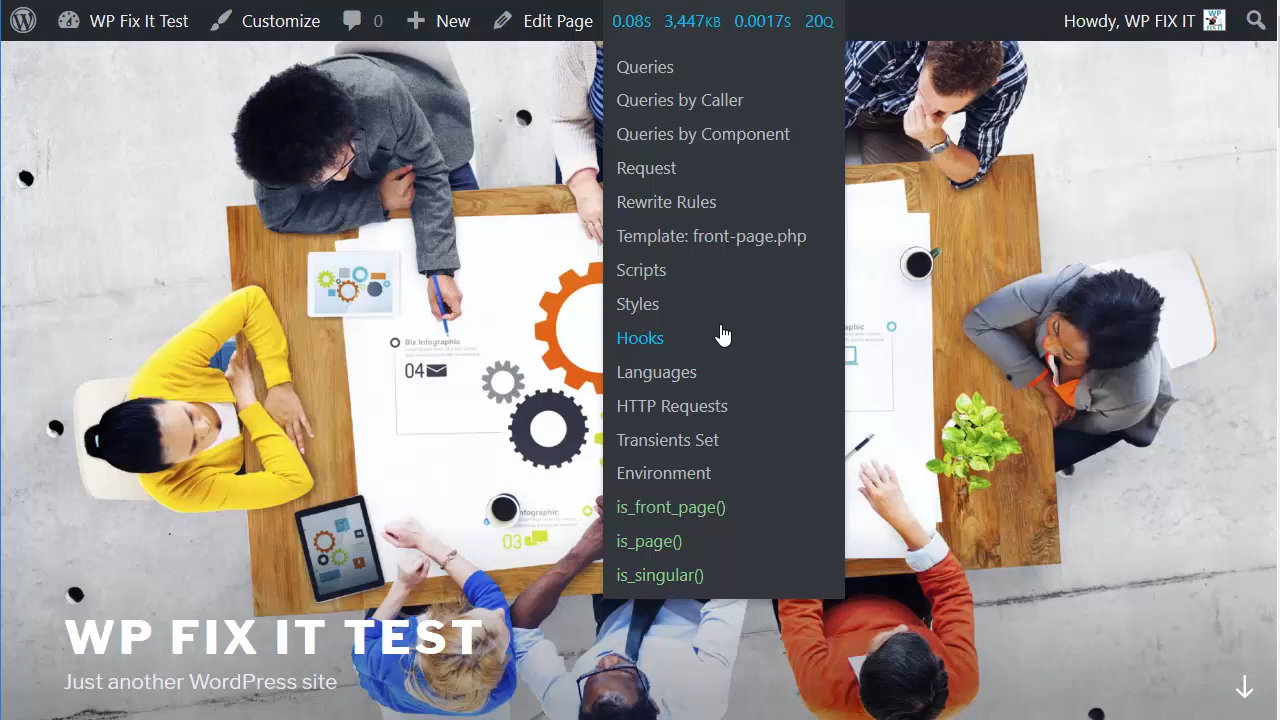 WP Fix It Test
Customize
0
New
Edit Page
0.08S 3,447KB 0.0017S 20Q
Howdy, WP FIX IT
Queries
Queries by Caller
Queries by Component
Request
Rewrite Rules
Template: front-page.php
Scripts
Styles
Hooks
Languages
HTTP Requests
Transients Set
Environment
is_front_page()
is_page()
is_singular()
Biz Infographic
04
03
WP FIX IT TEST
Just another WordPress site